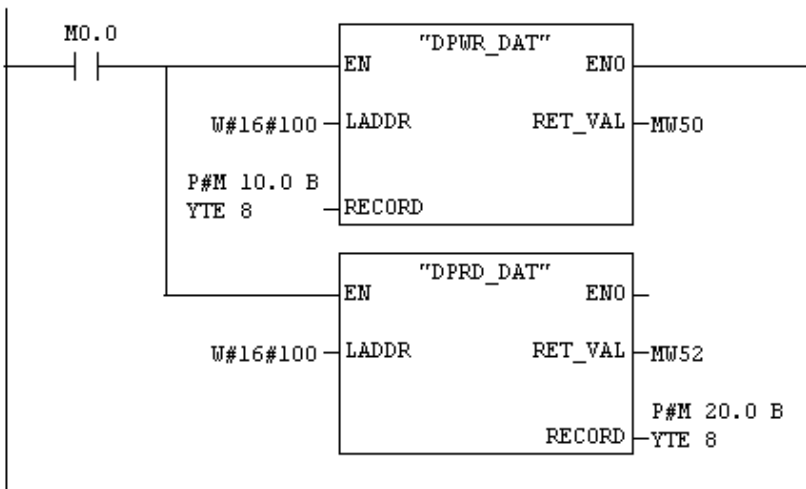 M0.0
"DPWR_DAT"
EN ENO
W#16#100 LADDR RET_VAL MW50
P#M 10.0 B
YTE 8 RECORD
"DPRD_DAT"
EN ENO
W#16#100 LADDR RET_VAL MW52
P#M 20.0 B
RECORD YTE 8